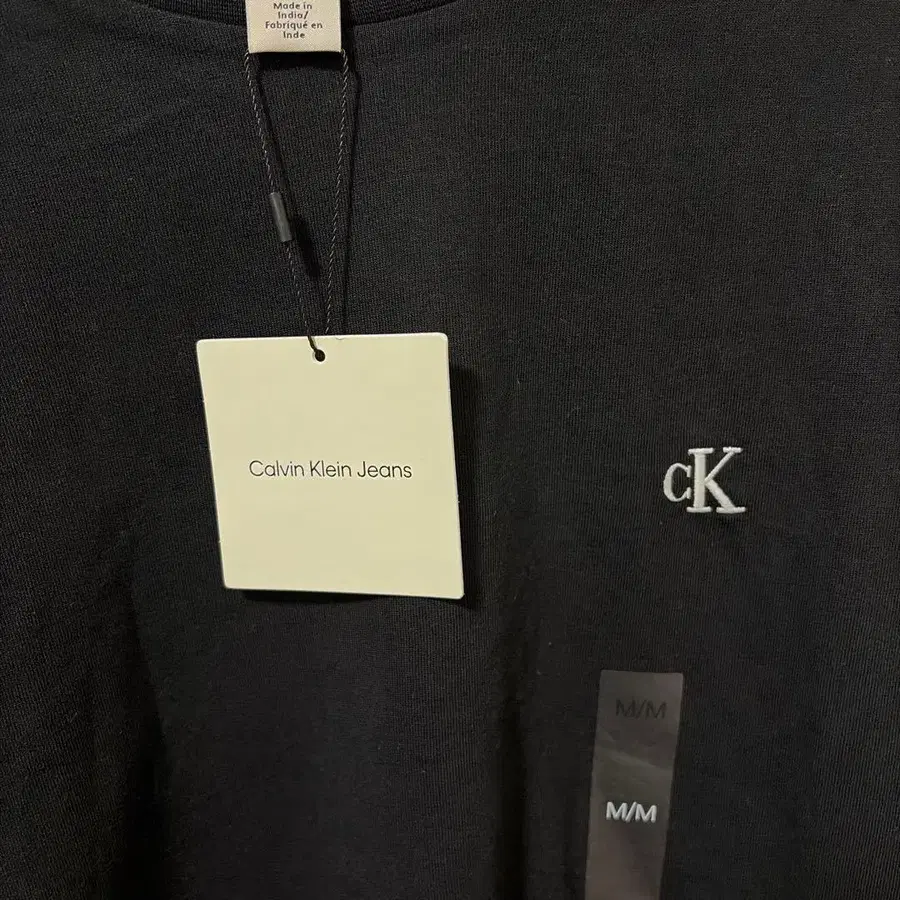 Made in
India/
Fabriqué en
Inde
Calvin Klein Jeans
cK
M/M
M/M